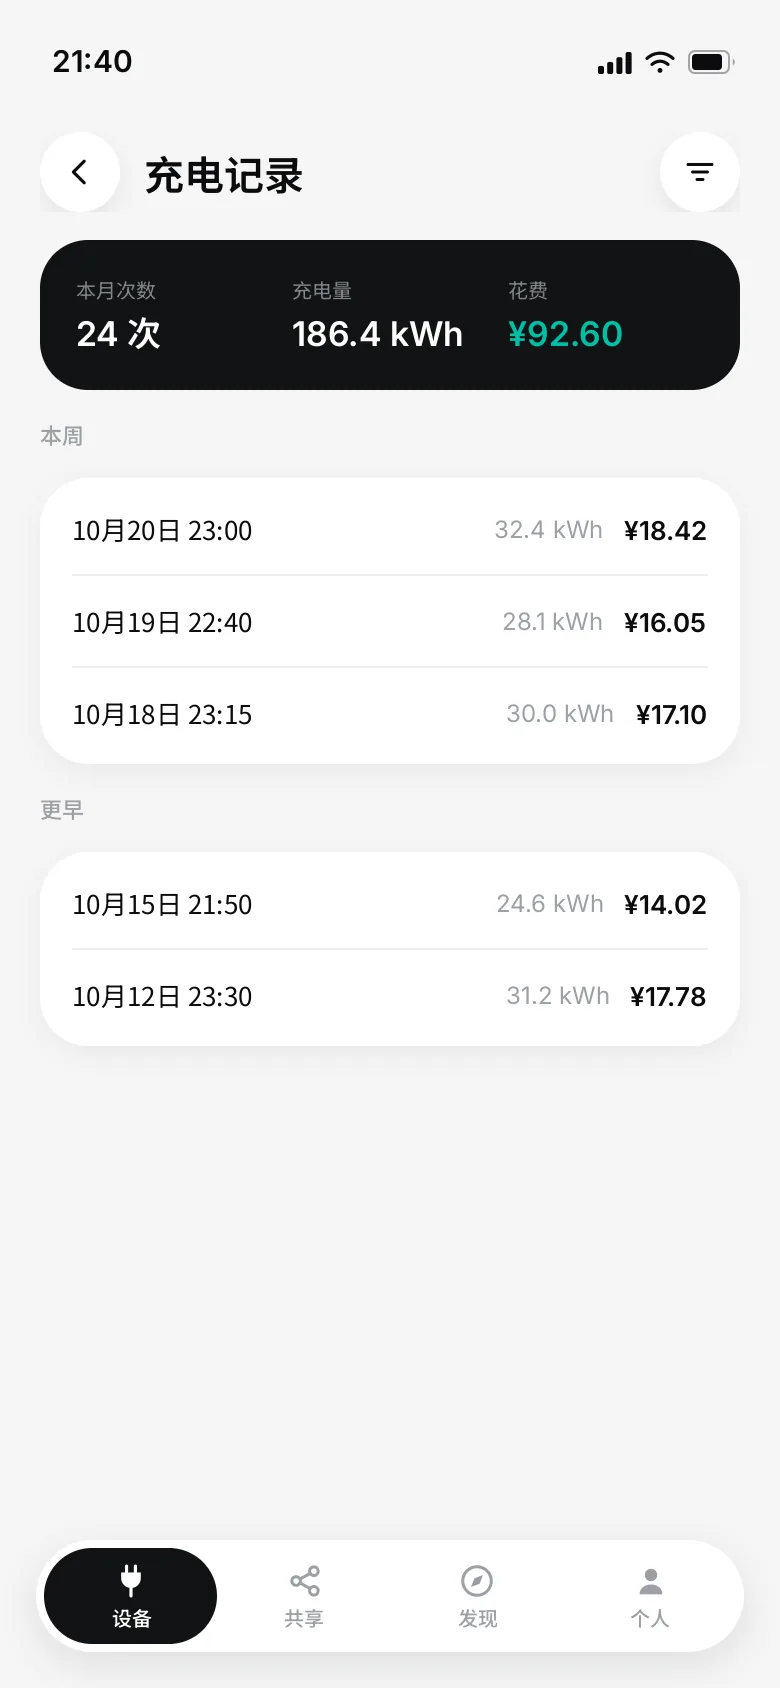 21:40
充电记录
本月次数 充电量 花费
24 次 186.4 kWh ¥92.60
本周
10月20日 23:00 32.4 kWh ¥18.42
10月19日 22:40 28.1 kWh ¥16.05
10月18日 23:15 30.0 kWh ¥17.10
更早
10月15日 21:50 24.6 kWh ¥14.02
10月12日 23:30 31.2 kWh ¥17.78
设备 共享 发现 个人